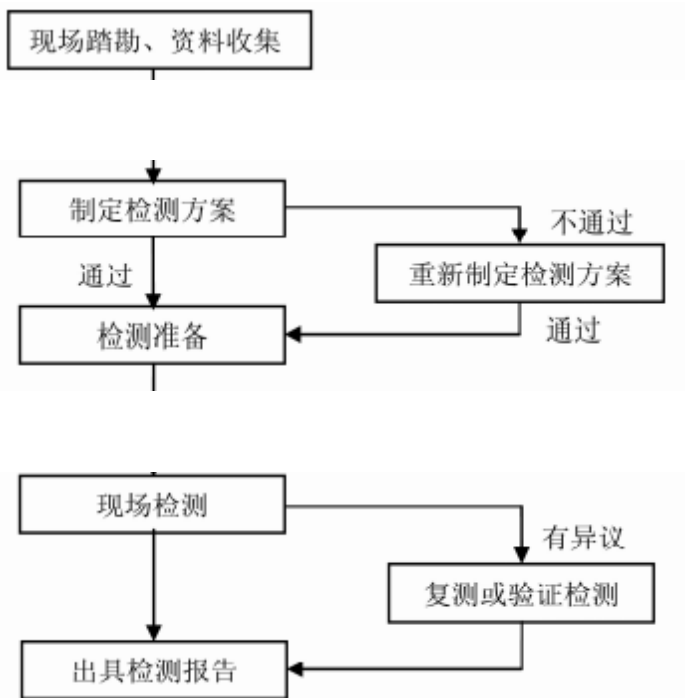 现场踏勘、资料收集
制定检测方案
不通过
通过
重新制定检测方案
检测准备
通过
现场检测
有异议
复测或验证检测
出具检测报告